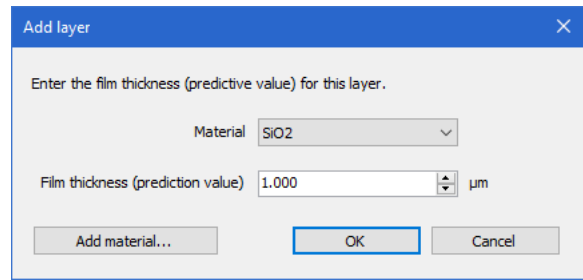 Add layer
Enter the film thickness (predictive value) for this layer.
Material SiO2
Film thickness (prediction value) 1.000 μm
Add material... OK Cancel